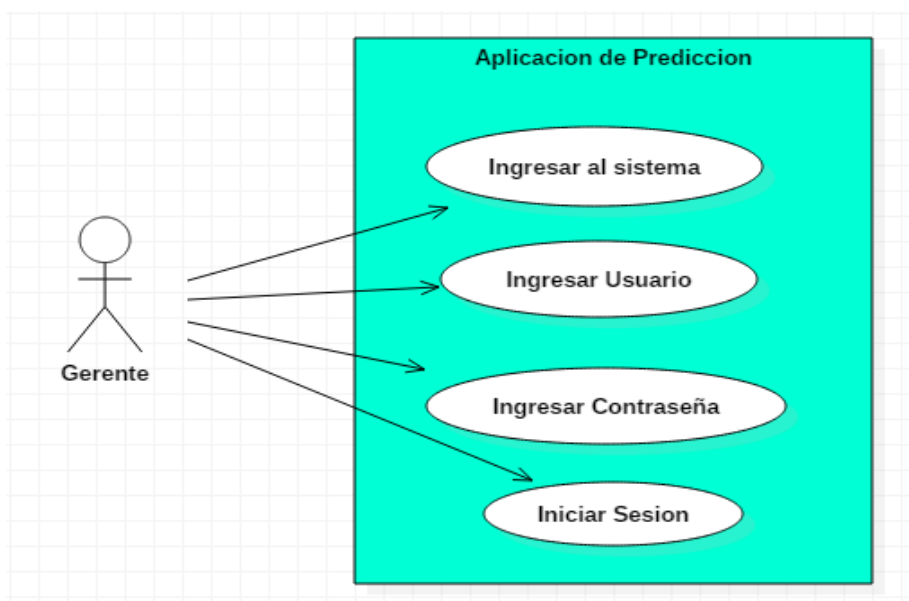 Aplicacion de Prediccion
Ingresar al sistema
Ingresar Usuario
Gerente
Ingresar Contraseña
Iniciar Sesion